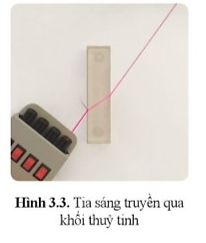 Hình 3.3. Tia sáng truyền qua
khối thuỷ tinh